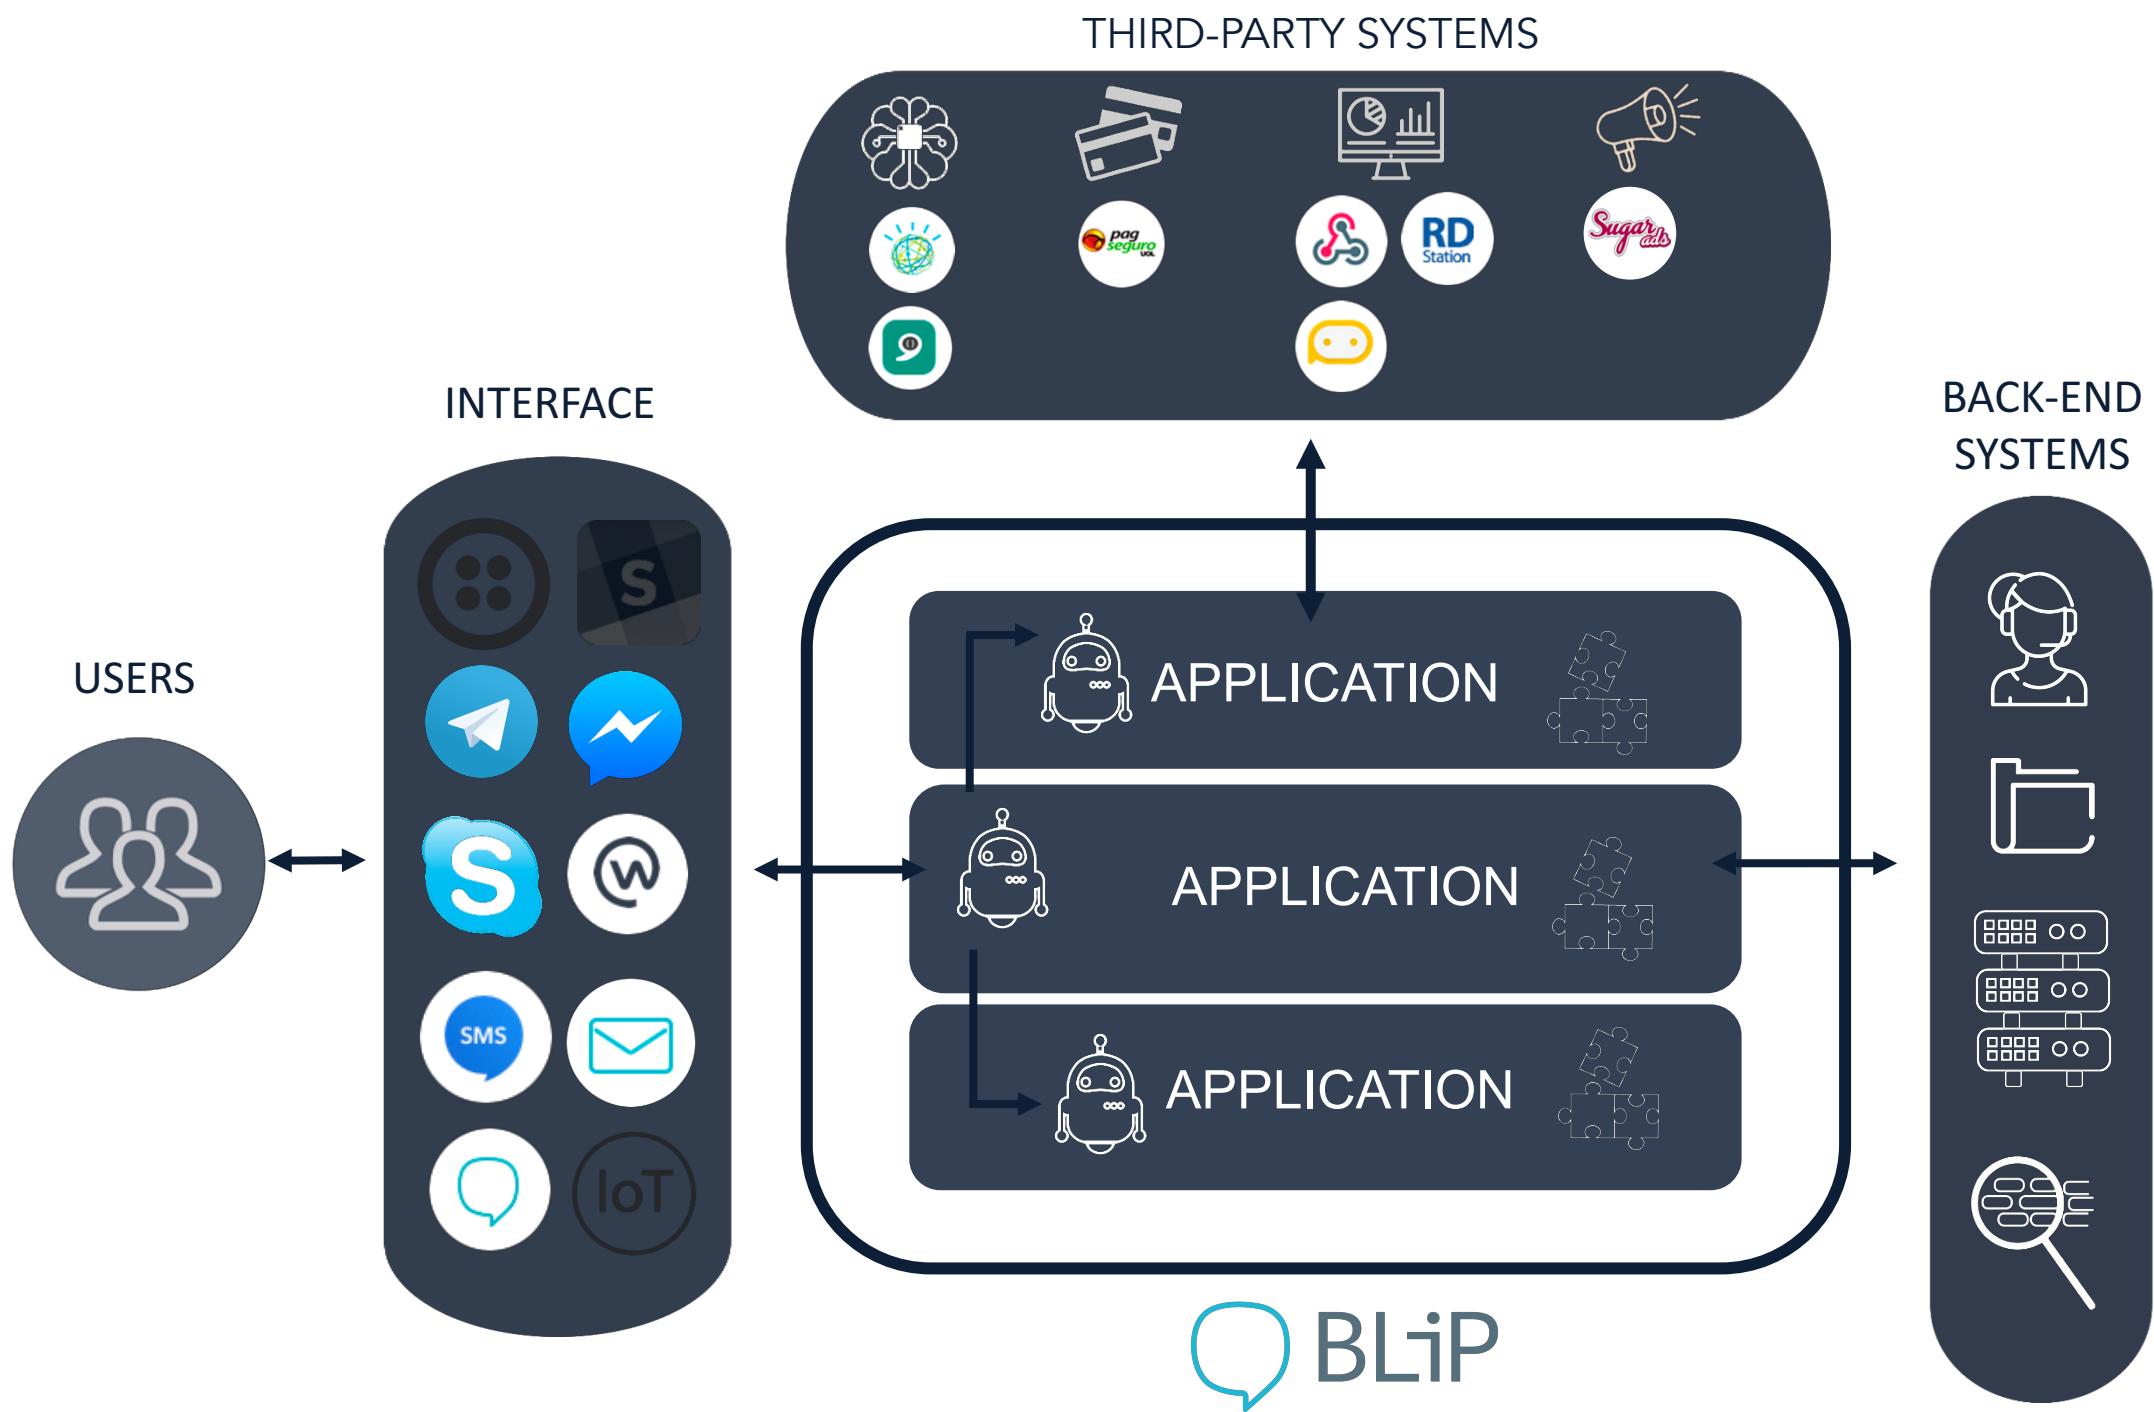 THIRD-PARTY SYSTEMS
pag
seguro
UOL
RD
Station
Sugar
ads
INTERFACE
BACK-END
SYSTEMS
S
USERS
APPLICATION
S
W
APPLICATION
SMS
APPLICATION
IoT
BLiP